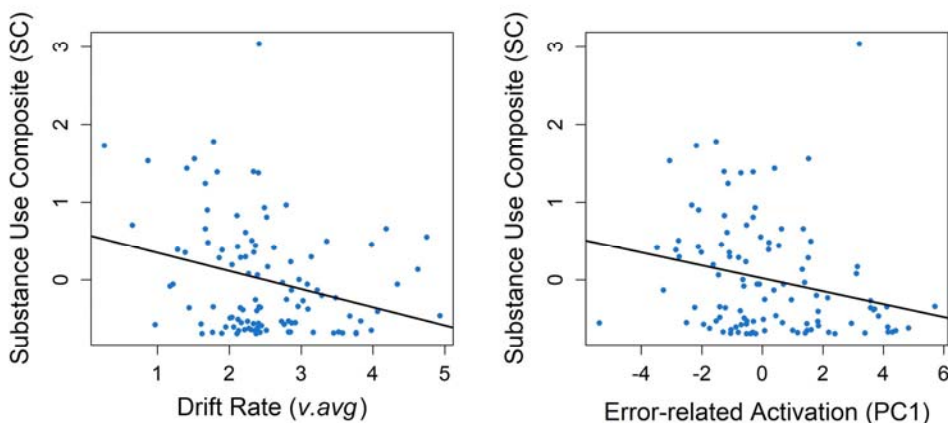 Substance Use Composite (SC)
3
2
1
0
1 2 3 4 5
Drift Rate (v.avg)
Substance Use Composite (SC)
3
2
1
0
-4 -2 0 2 4 6
Error-related Activation (PC1)